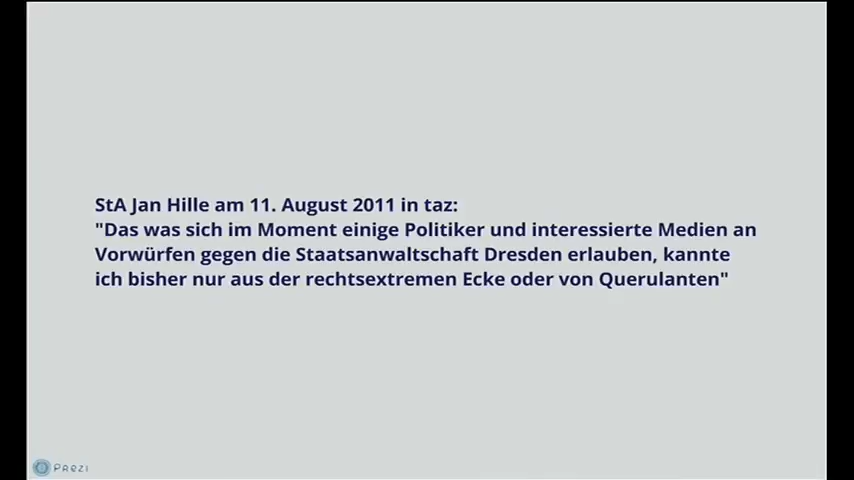 StA Jan Hille am 11. August 2011 in taz:
"Das was sich im Moment einige Politiker und interessierte Medien an
Vorwürfen gegen die Staatsanwaltschaft Dresden erlauben, kannte
ich bisher nur aus der rechtsextremen Ecke oder von Querulanten"
Prezi